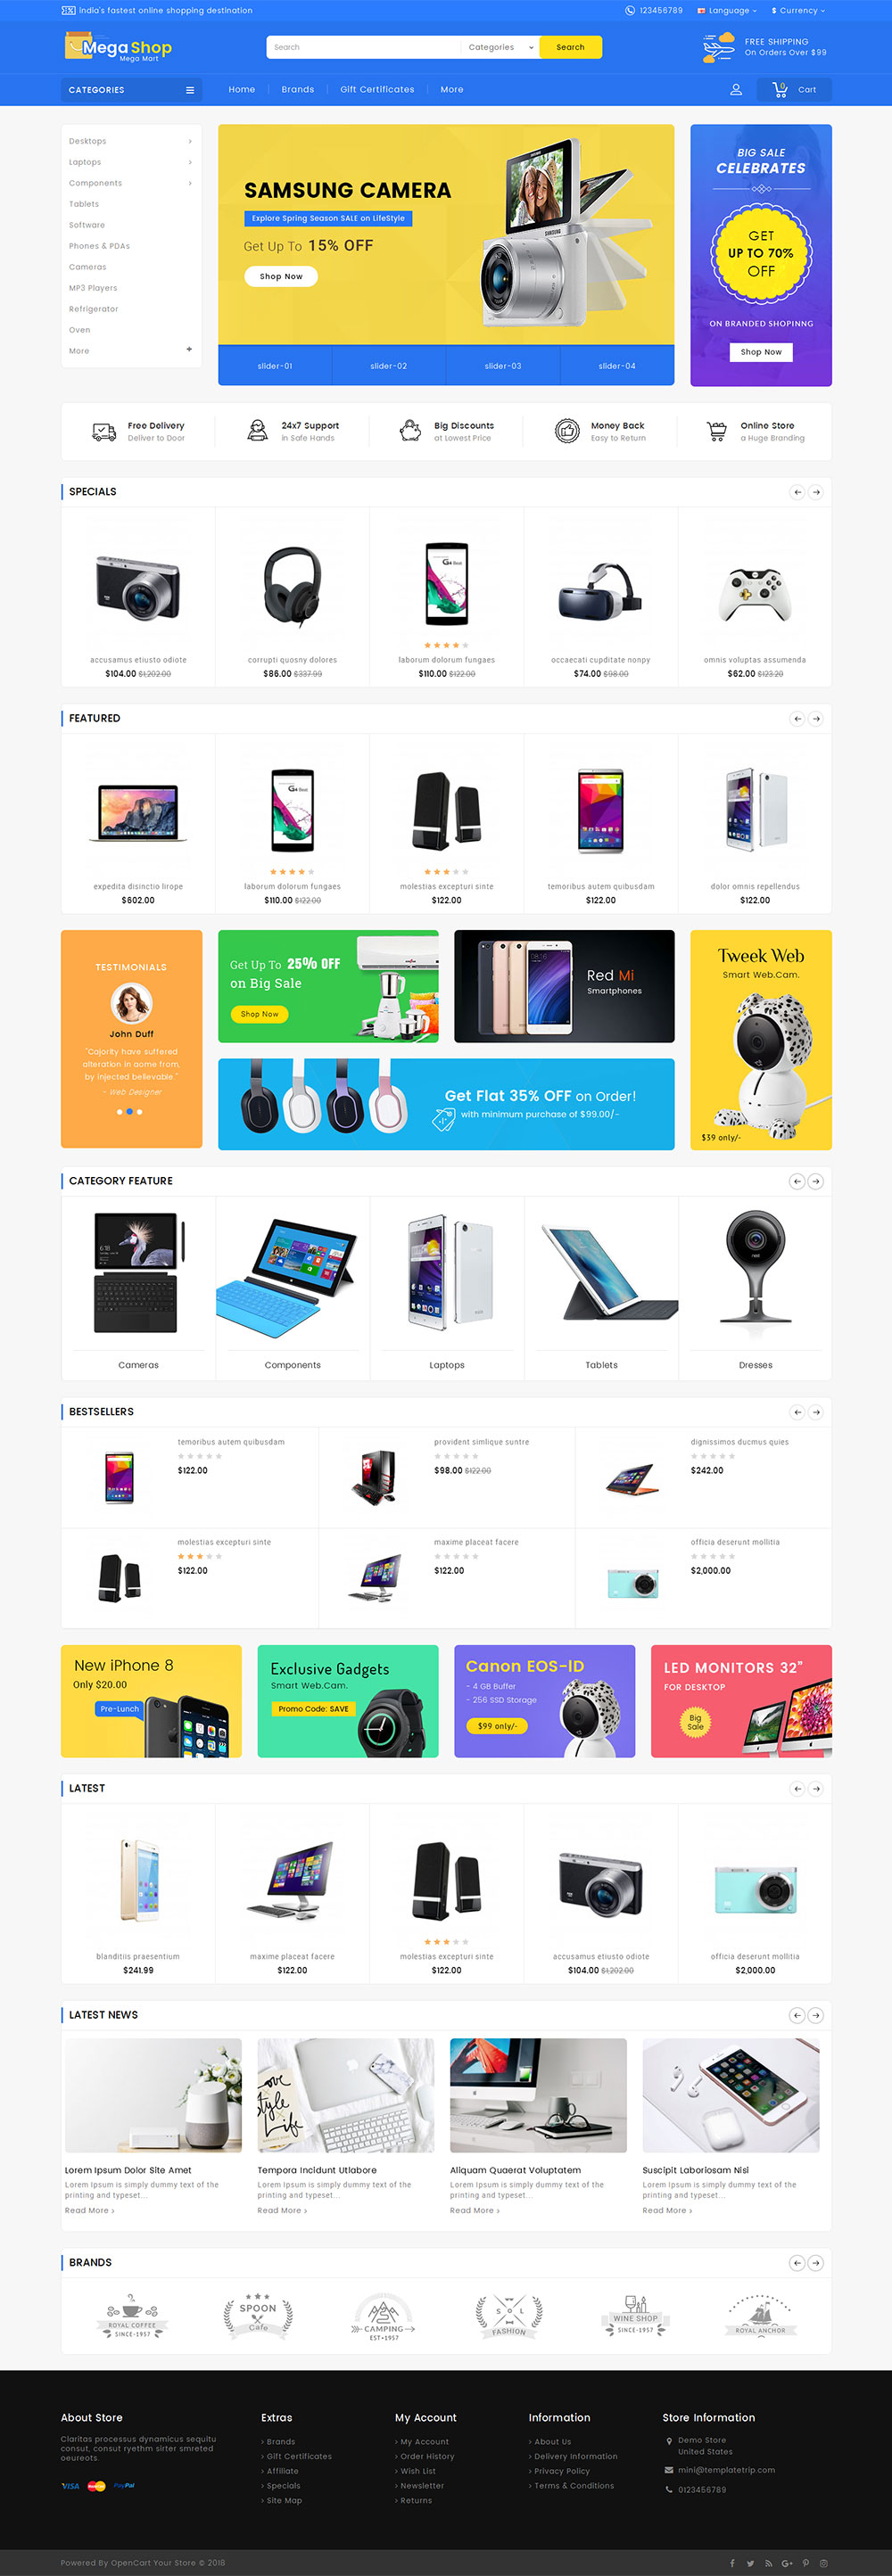 india's fastest online shopping destination
123456789
Language
$ Currency
Mega Shop
Mega Mart
Search
Categories
Search
FREE SHIPPING
On Orders Over $99
CATEGORIES
Home
Brands
Gift Certificates
More
0
Cart
Desktops
Laptops
Components
Tablets
Software
Phones & PDAs
Cameras
MP3 Players
Refrigerator
Oven
More
SAMSUNG CAMERA
Explore Spring Season SALE on LifeStyle
Get Up To 15% OFF
Shop Now
SAMSUNG
slider-01
slider-02
slider-03
slider-04
BIG SALE
CELEBRATES
GET
UP TO 70%
OFF
ON BRANDED SHOPINNG
Shop Now
Free Delivery
Deliver to Door
24x7 Support
in Safe Hands
Big Discounts
at Lowest Price
Money Back
Easy to Return
Online Store
a Huge Branding
SPECIALS
accusamus etiusto odiote
$104.00 $1,202.00
corrupti quosny dolores
$86.00 $337.99
G4 Beat
laborum dolorum fungaes
$110.00 $122.00
occaecati cupditate nonpy
$74.00 $98.00
omnis voluptas assumenda
$62.00 $123.20
FEATURED
expedita disinctio lirope
$602.00
G4 Beat
laborum dolorum fungaes
$110.00 $122.00
molestias excepturi sinte
$122.00
temoribus autem quibusdam
$122.00
dolor omnis repellendus
$122.00
TESTIMONIALS
John Duff
"Cajority have suffered
alteration in aome from,
by injected believable."
- Web Designer
Get Up To 25% OFF
on Big Sale
Shop Now
Red Mi
Smartphones
Get Flat 35% OFF on Order!
with minimum purchase of $99.00/-
Tweek Web
Smart Web.Cam.
$39 only/-
CATEGORY FEATURE
Cameras
Components
Laptops
Tablets
nest
Dresses
BESTSELLERS
temoribus autem quibusdam
$122.00
provident similique suntre
$98.00 $122.00
dignissimos ducmus quies
$242.00
molestias excepturi sinte
$122.00
maxime placeat facere
$122.00
officia deserunt mollitia
$2,000.00
New iPhone 8
Only $20.00
Pre-Lunch
Exclusive Gadgets
Smart Web.Cam.
Promo Code: SAVE
Canon EOS-ID
- 4 GB Buffer
- 256 SSD Storage
$99 only/-
LED MONITORS 32”
FOR DESKTOP
Big
Sale
LATEST
blanditiis praesentium
$241.99
maxime placeat facere
$122.00
molestias excepturi sinte
$122.00
accusamus etiusto odiote
$104.00 $1,202.00
officia deserunt mollitia
$2,000.00
LATEST NEWS
Lorem Ipsum Dolor Site Amet
Lorem Ipsum is simply dummy text of the
printing and typeset...
Read More
Tempora Incidunt Utlabore
Lorem Ipsum is simply dummy text of the
printing and typeset...
Read More
Aliquam Quaerat Voluptatem
Lorem Ipsum is simply dummy text of the
printing and typeset...
Read More
Suscipit Laboriosam Nisi
Lorem Ipsum is simply dummy text of the
printing and typeset...
Read More
BRANDS
ROYAL COFFEE
SINCE-1957
SPOON
Cafe
CAMPING
EST•1957
S O L
FASHION
WINE SHOP
SINCE-1957
ROYAL ANCHOR
About Store
Claritas processus dynamicus sequitu
consut, consut ryethm sirter smreted
oeureots.
VISA
PayPal
Extras
Brands
Gift Certificates
Affiliate
Specials
Site Map
My Account
My Account
Order History
Wish List
Newsletter
Returns
Information
About Us
Delivery Information
Privacy Policy
Terms & Conditions
Store Information
Demo Store
United States
mini@templatetrip.com
0123456789
Powered By OpenCart Your Store © 2018